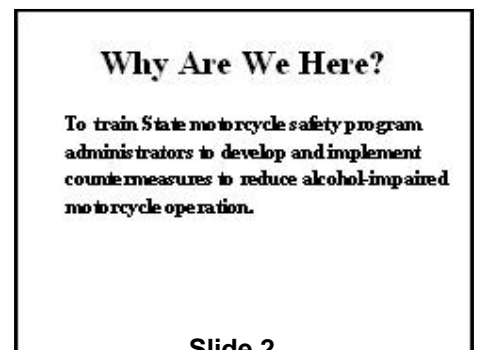 Why Are We Here?
To train State motorcycle safety program
administrators to develop and implement
countermeasures to reduce alcohol-impaired
motorcycle operation.
Slide 2